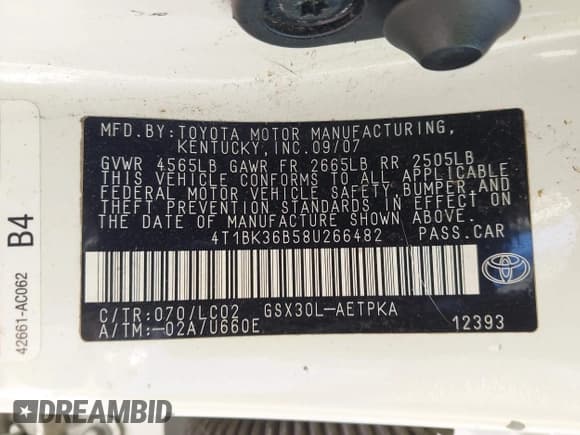 MFD.BY:TOYOTA MOTOR MANUFACTURING,
KENTUCKY,INC.09/07
GVWR 4565LB GAWR FR 2665LB RR 2505LB
THIS VEHICLE CONFORMS TO ALL APPLICABLE
FEDERAL MOTOR VEHICLE SAFETY,BUMPER,AND
THEFT PREVENTION STANDARDS IN EFFECT ON
THE DATE OF MANUFACTURE SHOWN ABOVE.
4T1BK36B58U266482 PASS.CAR
C/TR:070/LC02 GSX30L-AETPKA
A/TM:-02A/U660E
12393
TOYOTA
42661-AC062 B4
DREAMBID